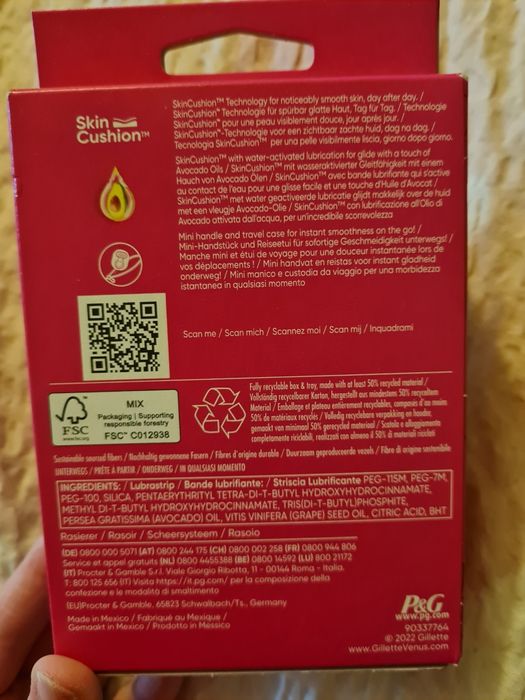 Skin
Cushion™
SkinCushion™ Technology for noticeably smooth skin, day after day. /
SkinCushion™ Technologie für spürbar glatte Haut, Tag für Tag. / Technologie
SkinCushion™ pour une peau visiblement douce, jour après jour. /
SkinCushion™-Technologie voor een zichtbaar zachte huid, dag na dag. /
Tecnologia SkinCushion™ per una pelle visibilmente liscia, giorno dopo giorno.
SkinCushion™ with water-activated lubrication for glide with a touch of
Avocado Oils / SkinCushion™ mit wasseraktivierter Gleitfähigkeit mit einem
Hauch von Avocado Ölen / SkinCushion™ avec bande lubrifiante qui s'active
au contact de l'eau pour une glisse facile et une touche d'Huile d'Avocat /
SkinCushion™ met water geactiveerde lubricatie glijdt makkelijk over de huid
met een vleugje Avocado-Olie / SkinCushion™ con lubrificazione all'Olio di
Avocado attivata dall'acqua, per un'incredibile scorrevolezza
Mini handle and travel case for instant smoothness on the go! /
Mini-Handstück und Reiseetui für sofortige Geschmeidigkeit unterwegs! /
Manche mini et étui de voyage pour une douceur instantanée lors de
vos déplacements ! / Mini handvat en reistas voor instant gladheid
onderweg! / Mini manico e custodia da viaggio per una morbidezza
istantanea in qualsiasi momento
Scan me / Scan mich / Scannez moi / Scan mij / Inquadrami
FSC
www.fsc.org
MIX
Packaging | Supporting
responsible forestry
FSC® C012938
Fully recyclable box & tray, made with at least 50% recycled material /
Vollständig recycelbarer Karton, hergestellt aus mindestens 50% recyceltem
Material / Emballage et plateau entièrement recyclables, composés d'au moins
50% de matériaux recyclés / Volledig recyclebare verpakking en houder,
gemaakt van minimaal 50% gerecycled materiaal / Scatola e alloggiamento
completamente riciclabili, realizzati con almeno il 50% di materiali riciclati
Sustainable sourced fibers / Nachhaltig gewonnene Fasern / Fibres d'origine durable / Duurzaam geproduceerde vezels / Fibre di origine sostenibile
UNTERWEGS / PRÊTE À PARTIR / ONDERWEG / IN QUALSIASI MOMENTO
INGREDIENTS: / Lubrastrip / Bande lubrifiante: / Striscia Lubrificante PEG-115M, PEG-7M,
PEG-100, SILICA, PENTAERYTHRITYL TETRA-DI-T-BUTYL HYDROXYHYDROCINNAMATE,
METHYL DI-T-BUTYL HYDROXYHYDROCINNAMATE, TRIS(DI-T-BUTYL)PHOSPHITE,
PERSEA GRATISSIMA (AVOCADO) OIL, VITIS VINIFERA (GRAPE) SEED OIL, CITRIC ACID, BHT
Rasierer / Rasoir / Scheersysteem / Rasoio
(DE) 0800 000 5071 (AT) 0800 244 175 (CH) 0800 002 258 (FR) 0800 944 806
Service et appel gratuits (NL) 0800 4455388 (BE) 0800 14592 (LU) 800 21172
(IT) Procter & Gamble S.r.l. Viale Giorgio Ribotta, 11 - 00144 Roma - Italia.
T: 800 125 656 (IT) Visita https://it.pg.com/ per la composizione della
confezione e le modalità di smaltimento
(EU)Procter & Gamble, 65823 Schwalbach/Ts., Germany
Made in Mexico / Fabriqué au Mexique /
Gemaakt in Mexico / Prodotto in Messico
P&G
www.pg.com
90337764
© 2022 Gillette
www.GilletteVenus.com